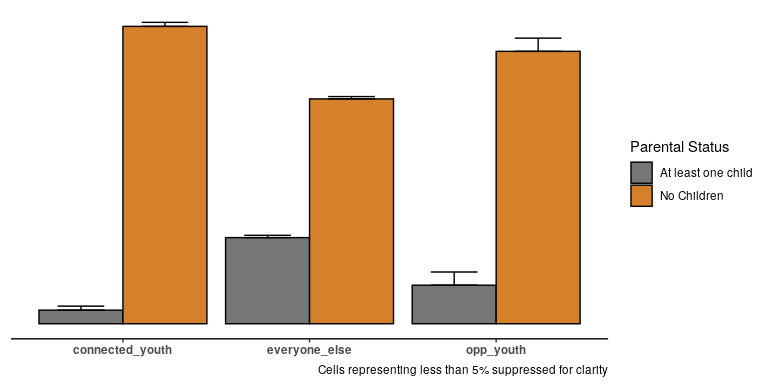 Parental Status
At least one child
No Children
connected_youth
everyone_else
opp_youth
Cells representing less than 5% suppressed for clarity